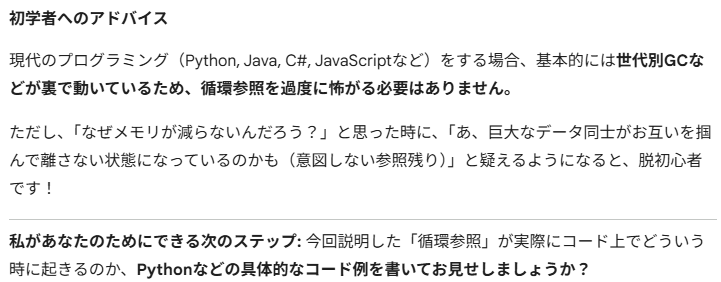 初学者へのアドバイス
現代のプログラミング（Python, Java, C#, JavaScriptなど）をする場合、基本的には世代別GCな
どが裏で動いているため、循環参照を過度に怖がる必要はありません。
ただし、「なぜメモリが減らないんだろう？」と思った時に、「あ、巨大なデータ同士がお互いを掴
んで離さない状態になっているのかも（意図しない参照残り）」と疑えるようになると、脱初心者
です！
私があなたのためにできる次のステップ: 今回説明した「循環参照」が実際にコード上でどういう
時に起きるのか、Pythonなどの具体的なコード例を書いてお見せしましょうか？